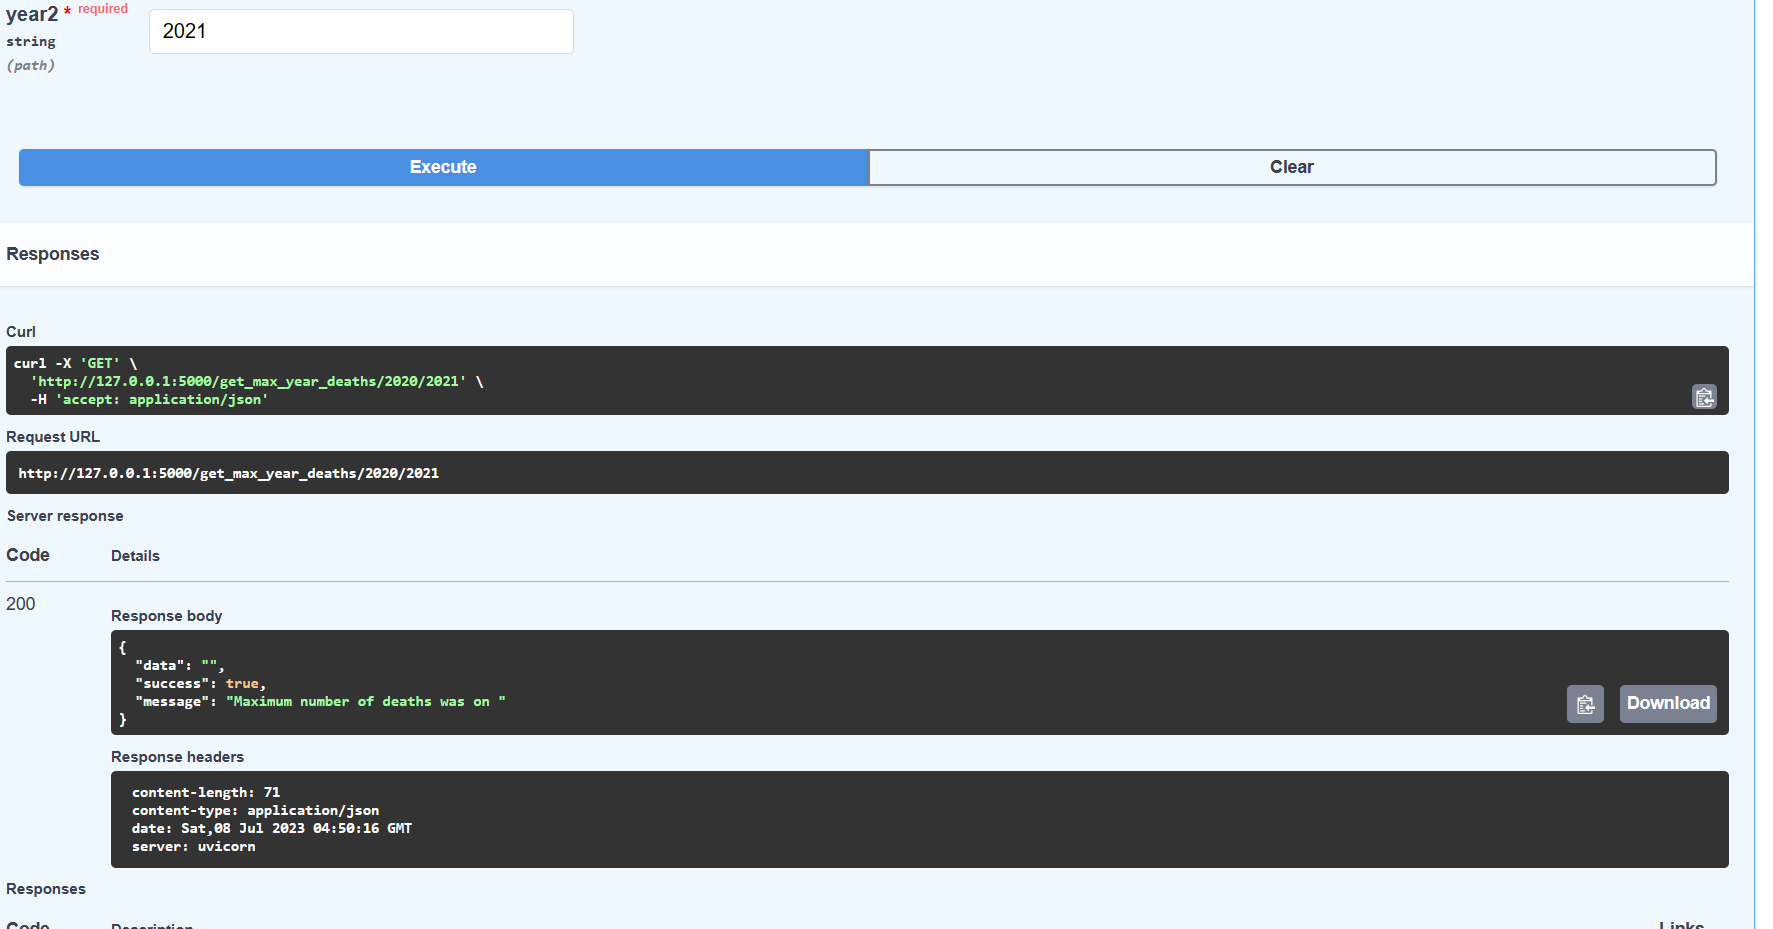 year2 * required
string
(path)
2021
Execute
Clear
Responses
Curl
curl -X 'GET' \
  'http://127.0.0.1:5000/get_max_year_deaths/2020/2021' \
  -H 'accept: application/json'
Request URL
http://127.0.0.1:5000/get_max_year_deaths/2020/2021
Server response
Code Details
200
Response body
{
  "data": "",
  "success": true,
  "message": "Maximum number of deaths was on "
}
Download
Response headers
content-length: 71
content-type: application/json
date: Sat,08 Jul 2023 04:50:16 GMT
server: uvicorn
Responses
Code Description Links